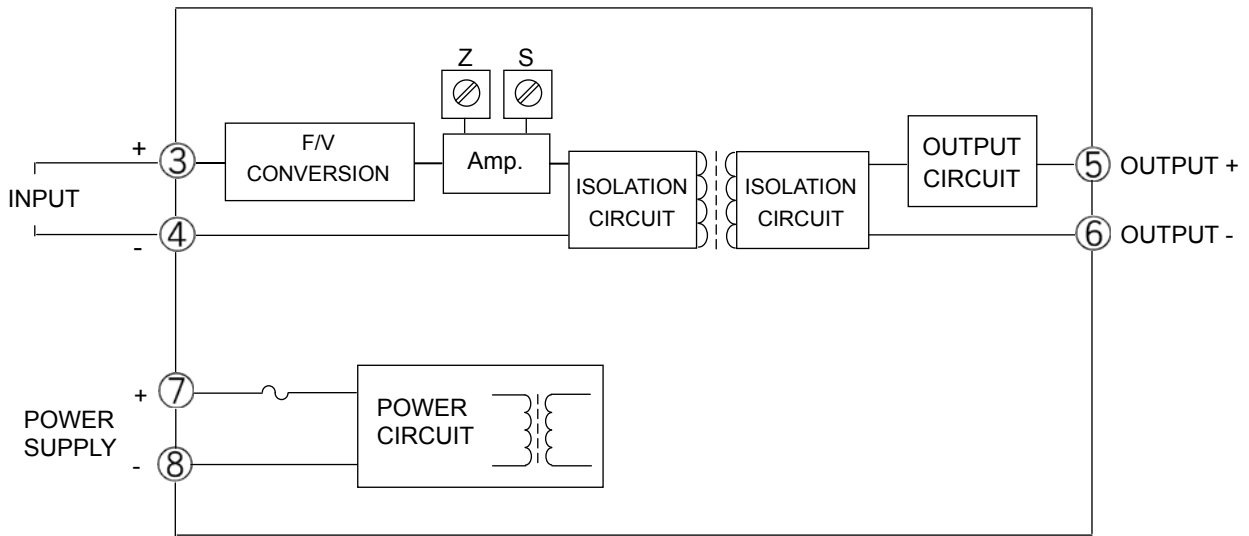 Z S
F/V
CONVERSION
Amp.
ISOLATION
CIRCUIT
ISOLATION
CIRCUIT
OUTPUT
CIRCUIT
INPUT
+ ③
- ④
⑤ OUTPUT +
⑥ OUTPUT -
POWER
SUPPLY
+ ⑦
- ⑧
POWER
CIRCUIT